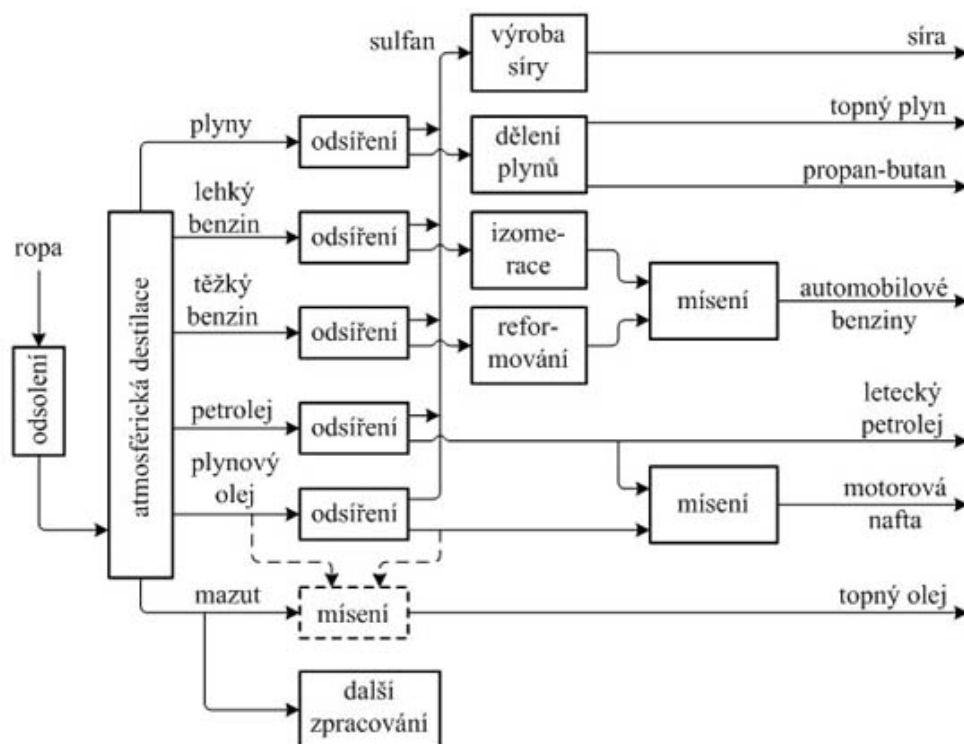 sulfan
výroba
síry
síra
plyny
odsíření
dělení
plynů
topný plyn
propan-butan
lehký
benzin
odsíření
izome-
race
ropa
těžký
benzin
odsíření
refor-
mování
mísení
automobilové
benziny
odsolení
atmosférická destilace
petrolej
odsíření
letecký
petrolej
plynový
olej
odsíření
mísení
motorová
nafta
mazut
mísení
topný olej
další
zpracování